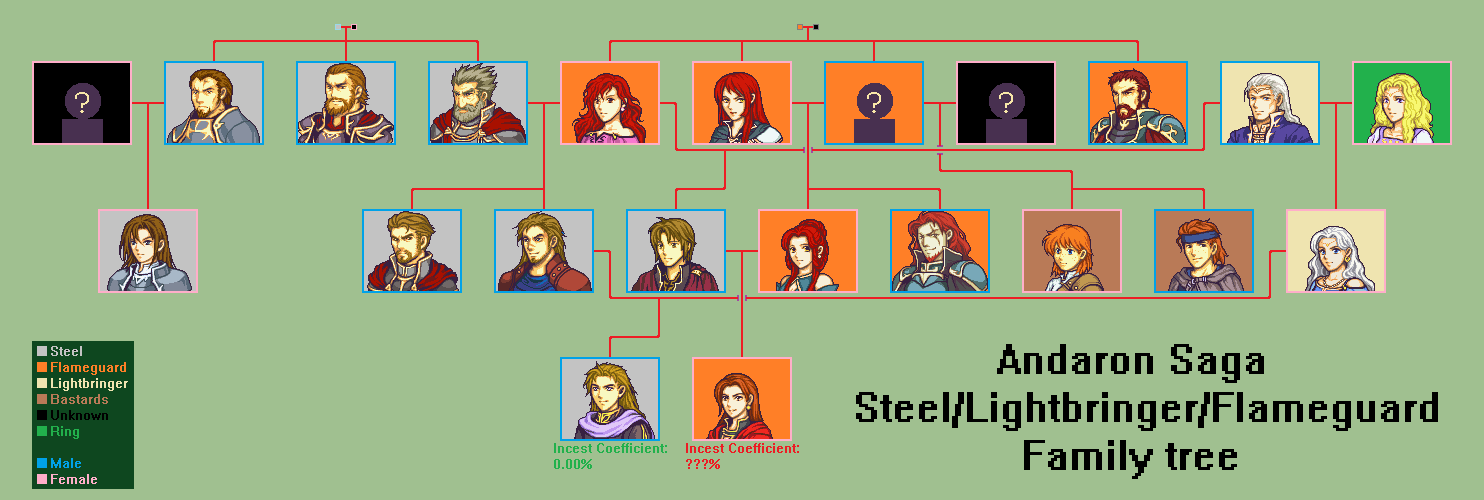 ?
?
?
Steel
Flameguard
Lightbringer
Bastards
Unknown
Ring
Male
Female
Incest Coefficient:
0.00%
Incest Coefficient:
???%
Andaron Saga
Steel/Lightbringer/Flameguard
Family tree